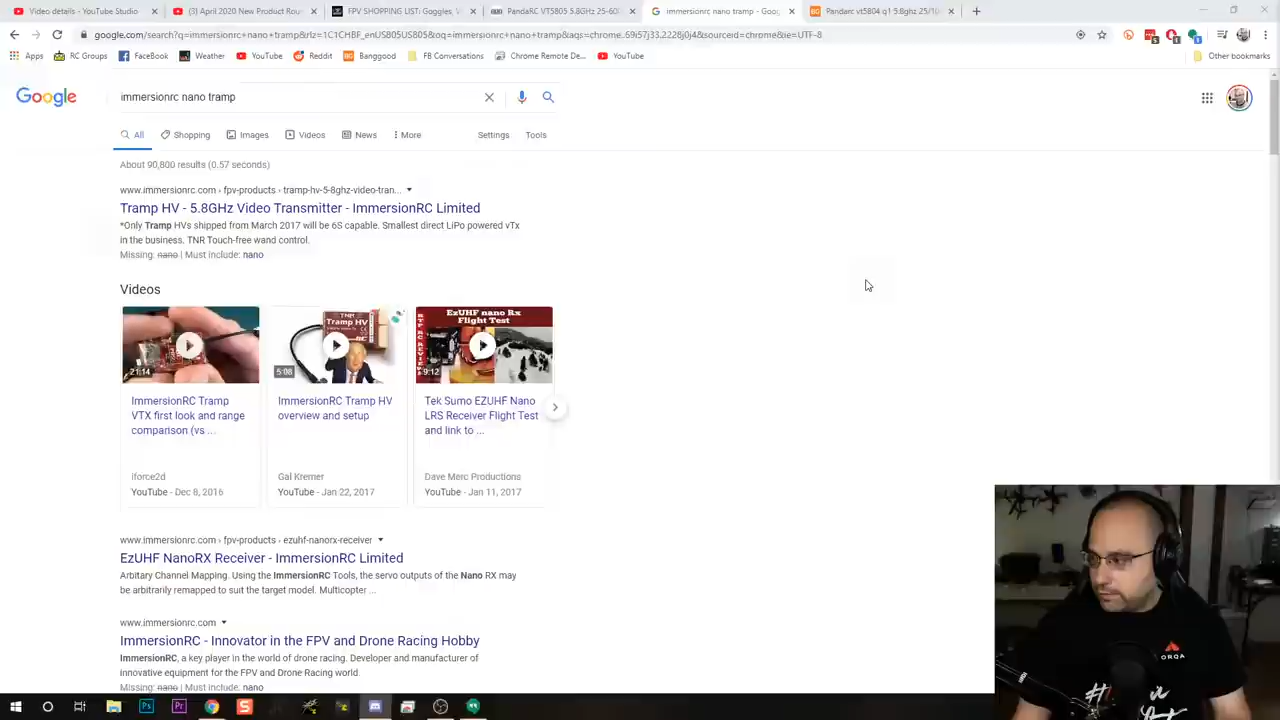 Video details - YouTube Studio
(3) April 2020 New Product Rou
FPV SHOPPING LIST: Goggles, V
PandaRC VT5805 5.8GHz 25-60
immersionrc nano tramp - Goo
Pandarc vt5804 q1 9.8ghz 25/10
google.com/search?q=immersionrc+nano+tramp&rlz=1C1CHBF_enUS805US805&oq=immersionrc+nano+tramp&aqs=chrome..69i57j33.2228j0j4&sourceid=chrome&ie=UTF-8
Apps RC Groups FaceBook Weather YouTube Reddit Banggood FB Conversations Chrome Remote De... YouTube Other bookmarks
Google
immersionrc nano tramp
All Shopping Images Videos News More Settings Tools
About 90,800 results (0.57 seconds)
www.immersionrc.com › fpv-products › tramp-hv-5-8ghz-video-tran...
Tramp HV - 5.8GHz Video Transmitter - ImmersionRC Limited
*Only Tramp HVs shipped from March 2017 will be 6S capable. Smallest direct LiPo powered vTx
in the business. TNR Touch-free wand control.
Missing: nano | Must include: nano
Videos
21:14
TNR
Tramp HV
5:08
EzUHF nano Rx
Flight Test
9:12
ImmersionRC Tramp
VTX first look and range
comparison (vs ...
iforce2d
YouTube - Dec 8, 2016
ImmersionRC Tramp HV
overview and setup
Gal Kremer
YouTube - Jan 22, 2017
Tek Sumo EZUHF Nano
LRS Receiver Flight Test
and link to ...
Dave Merc Productions
YouTube - Jan 11, 2017
www.immersionrc.com › fpv-products › ezuhf-nanorx-receiver
EzUHF NanoRX Receiver - ImmersionRC Limited
Arbitary Channel Mapping. Using the ImmersionRC Tools, the servo outputs of the Nano RX may
be arbitrarily remapped to suit the target model. Multicopter ...
www.immersionrc.com
ImmersionRC - Innovator in the FPV and Drone Racing Hobby
ImmersionRC, a key player in the world of drone racing. Developer and manufacturer of
innovative equipment for the FPV and Drone Racing world.
Missing: nano | Must include: nano
ORQA